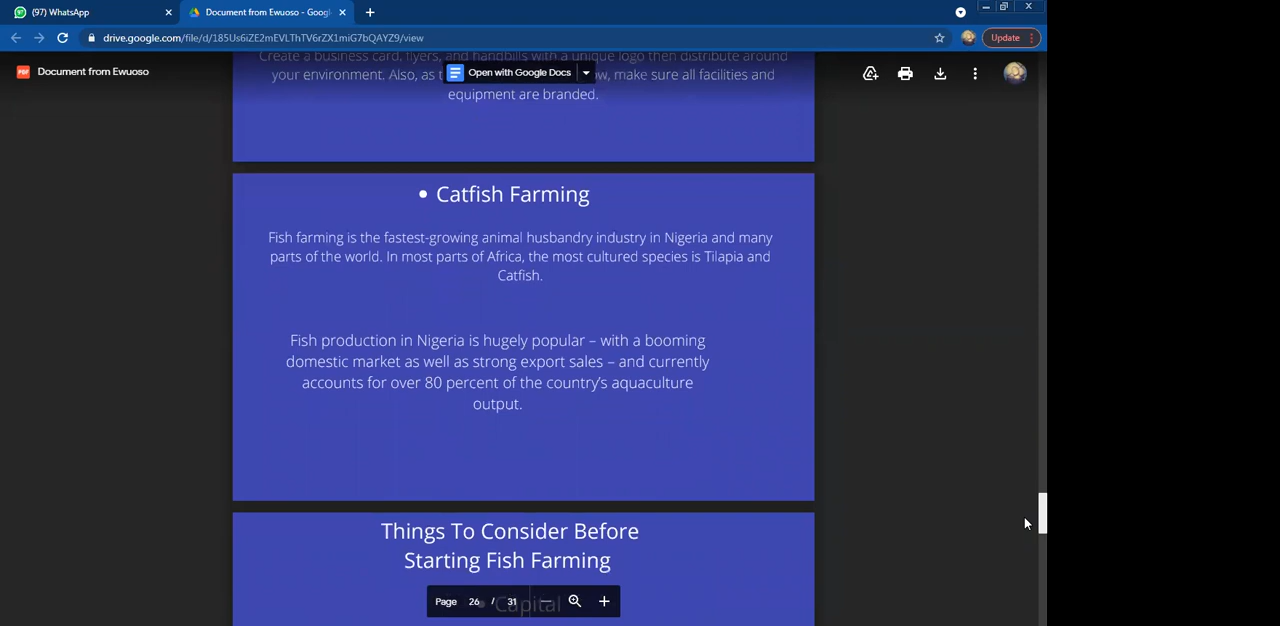 (97) WhatsApp
Document from Ewuoso - Googl
drive.google.com/file/d/185Us6iZE2mEVLThTV6rZX1miG7bQAYZ9/view
Update
Document from Ewuoso
Open with Google Docs
Create a business card, flyers, and handbills with a unique logo then distribute around
your environment. Also, as t ow, make sure all facilities and
equipment are branded.
• Catfish Farming
Fish farming is the fastest-growing animal husbandry industry in Nigeria and many
parts of the world. In most parts of Africa, the most cultured species is Tilapia and
Catfish.
Fish production in Nigeria is hugely popular – with a booming
domestic market as well as strong export sales – and currently
accounts for over 80 percent of the country's aquaculture
output.
Things To Consider Before
Starting Fish Farming
• Capital
Page 26 / 31